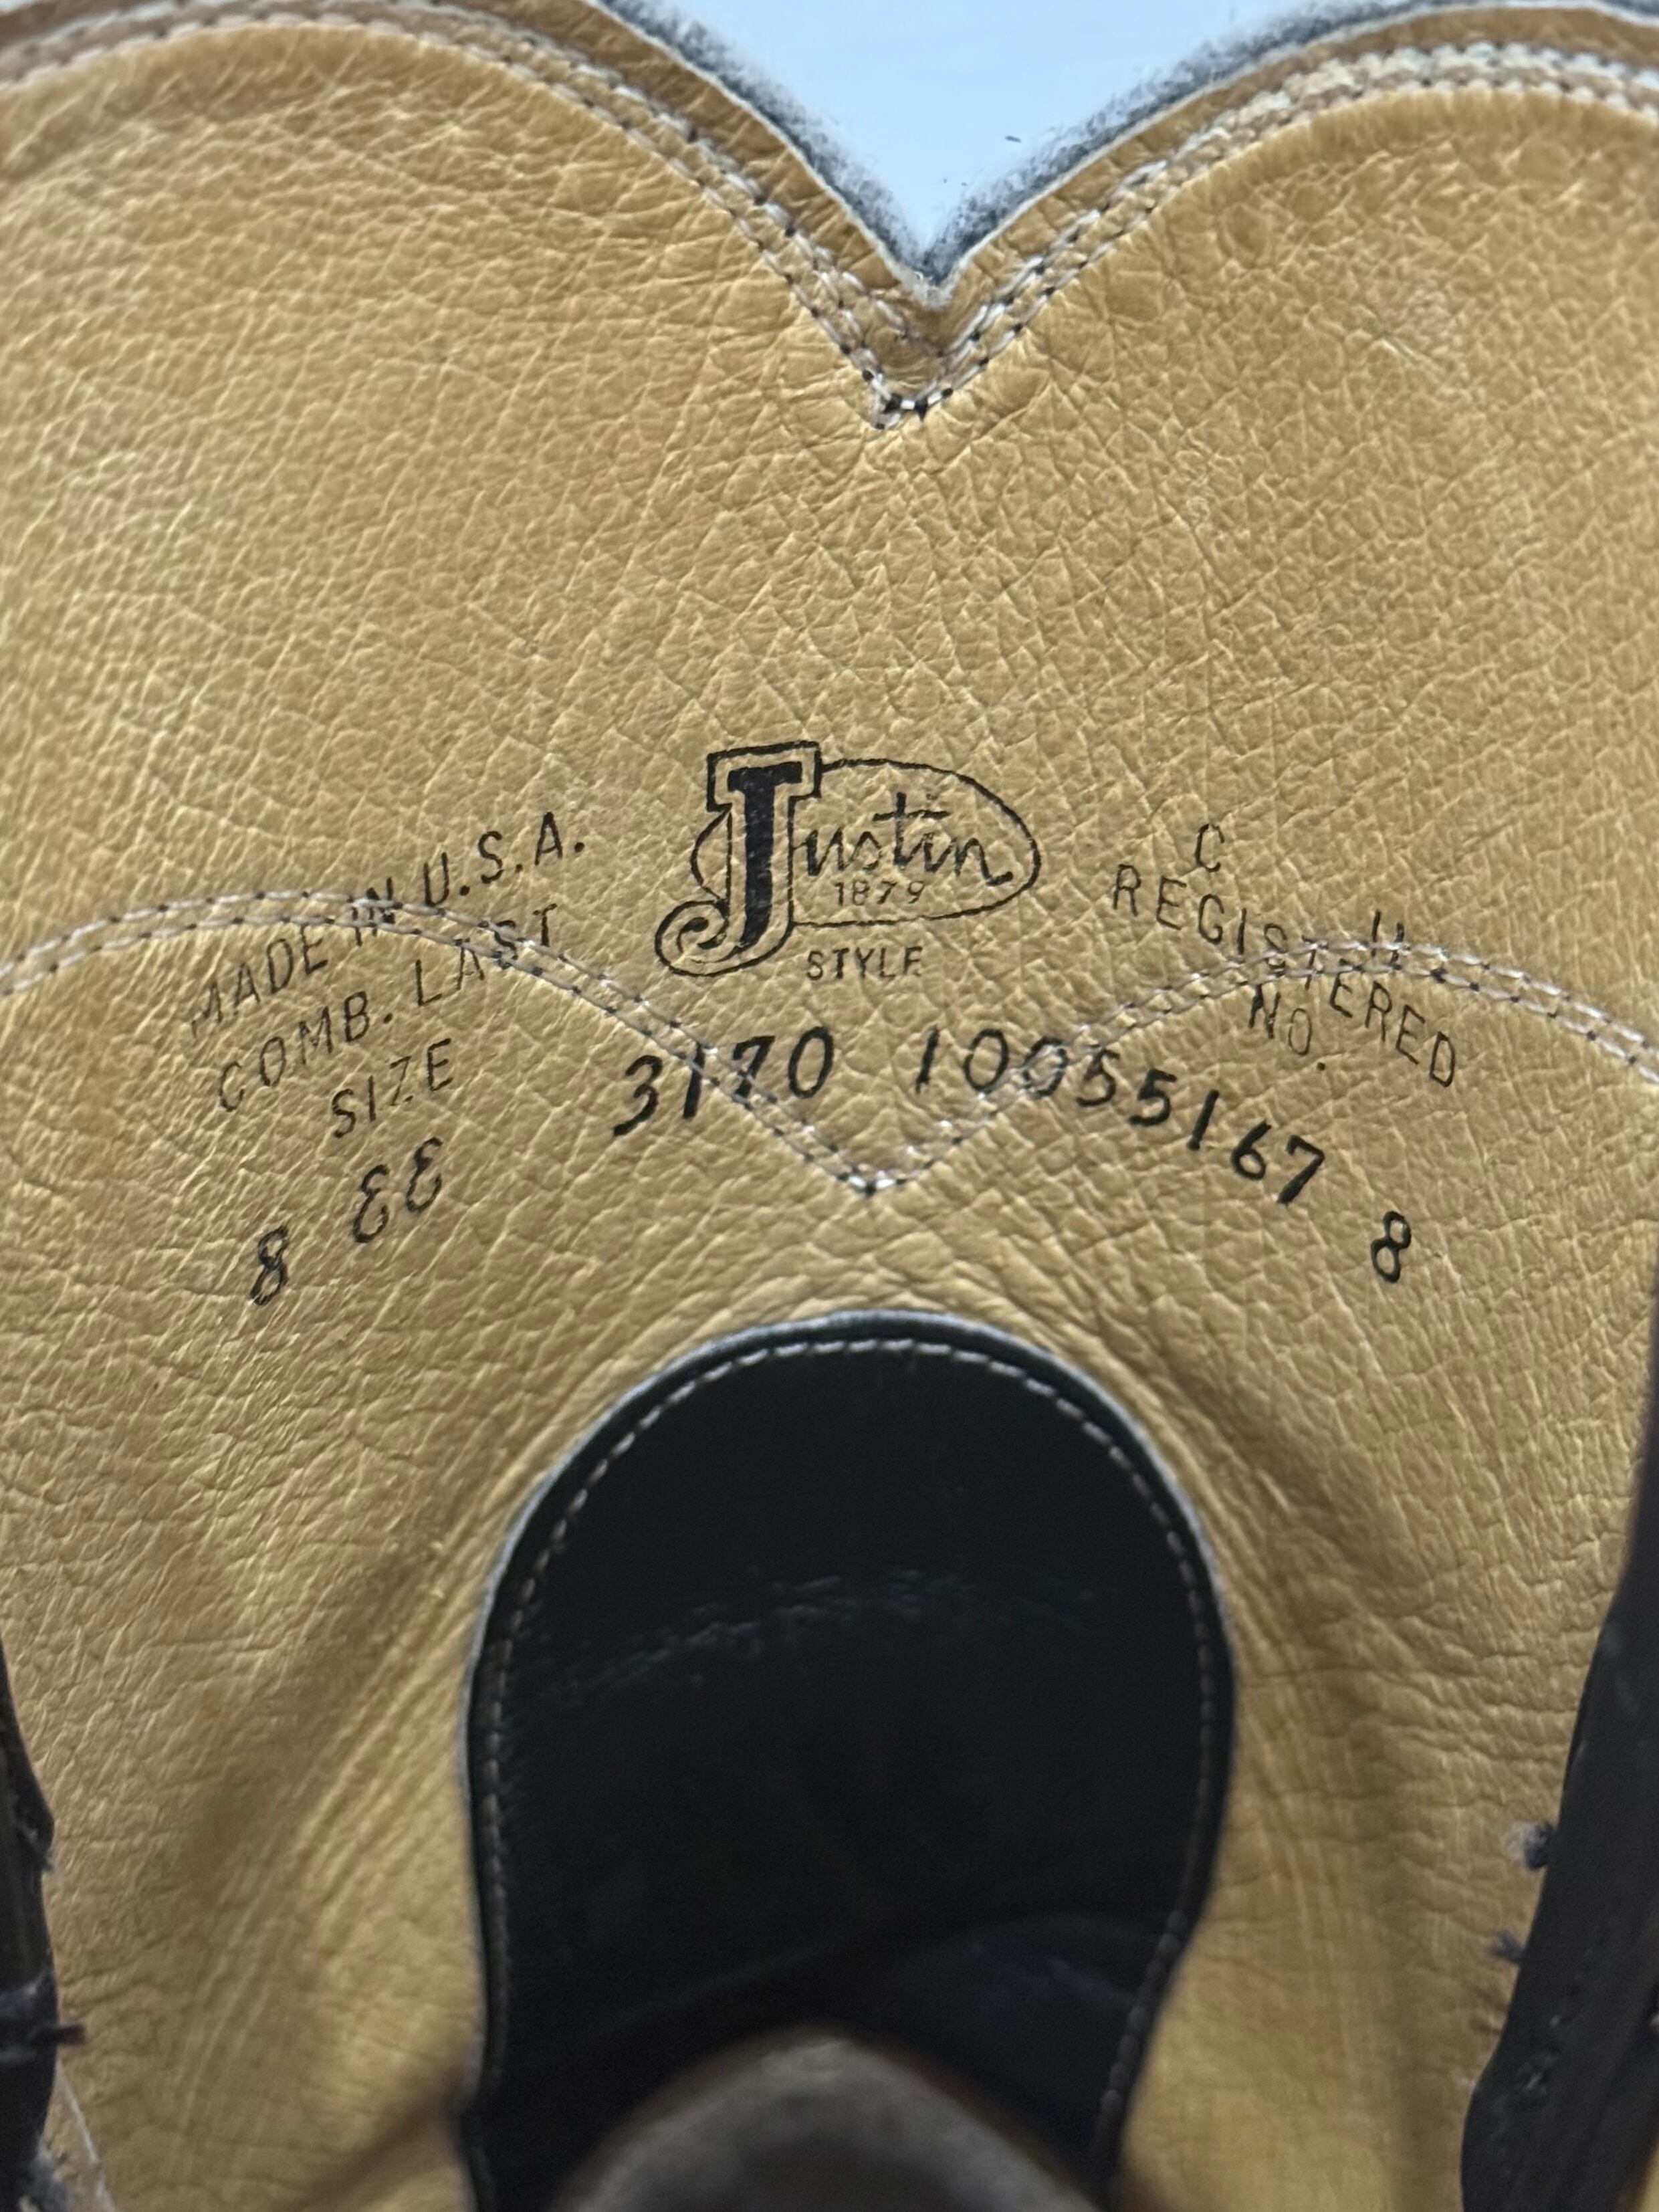 MADE IN U.S.A.
COMB. LAST
SIZE
8 EE
Justin
1879
STYLE
3170 10055167 8
C
REGISTERED
NO.